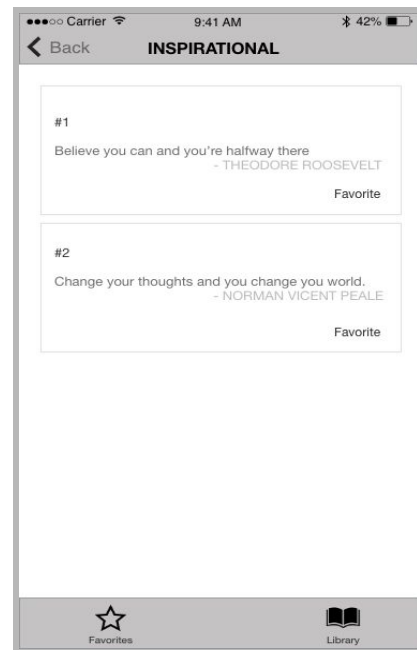 Carrier 9:41 AM 42%
Back INSPIRATIONAL
#1
Believe you can and you're halfway there
- THEODORE ROOSEVELT
Favorite
#2
Change your thoughts and you change you world.
- NORMAN VICENT PEALE
Favorite
Favorites Library